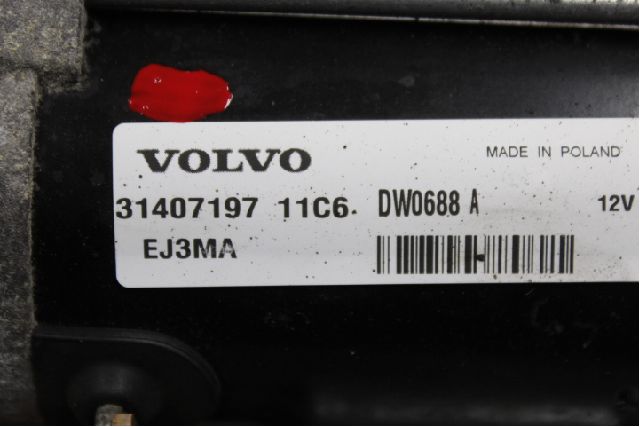 VOLVO MADE IN POLAND
31407197 11C6. DW0688 A 12V
EJ3MA